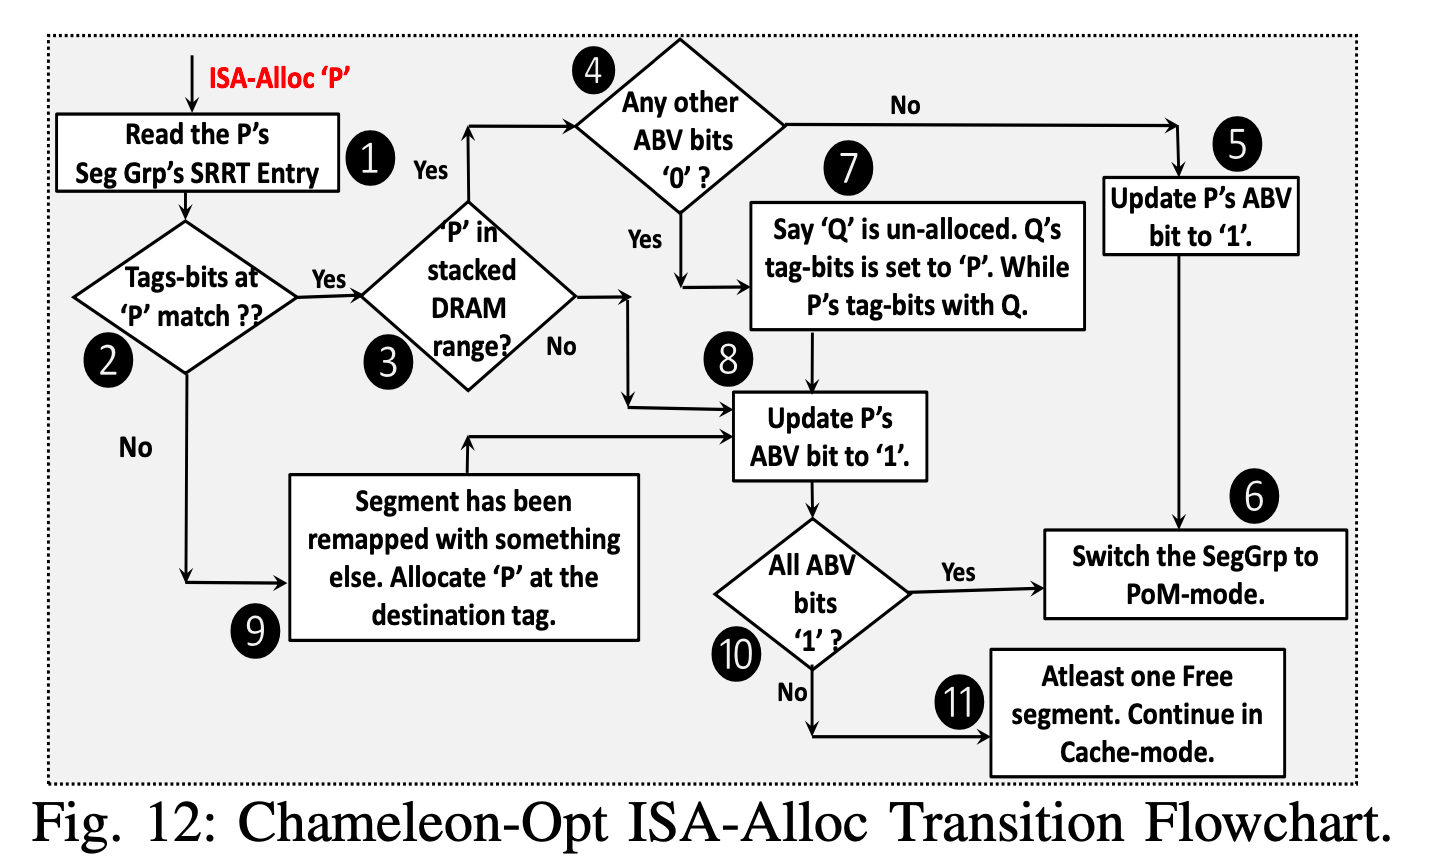 ISA-Alloc ‘P’
Read the P’s
Seg Grp’s SRRT Entry
1
Tags-bits at
‘P’ match ??
2
Yes
No
‘P’ in
stacked
DRAM
range?
3
Yes
No
4
Any other
ABV bits
‘0’ ?
No
Yes
5
Update P’s ABV
bit to ‘1’.
7
Say ‘Q’ is un-alloced. Q’s
tag-bits is set to ‘P’. While
P’s tag-bits with Q.
8
Update P’s
ABV bit to ‘1’.
6
Switch the SegGrp to
PoM-mode.
Segment has been
remapped with something
else. Allocate ‘P’ at the
destination tag.
9
All ABV
bits
‘1’ ?
10
Yes
No
11
Atleast one Free
segment. Continue in
Cache-mode.
Fig. 12: Chameleon-Opt ISA-Alloc Transition Flowchart.